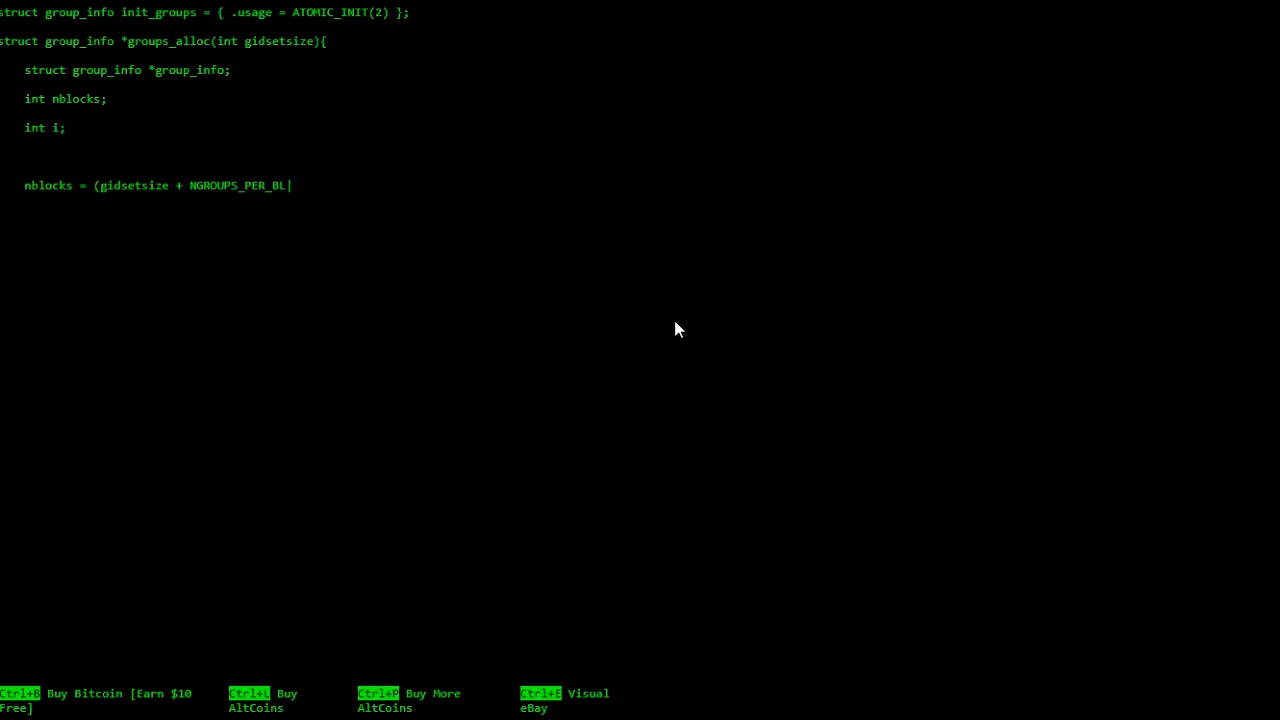 struct group_info init_groups = { .usage = ATOMIC_INIT(2) };
struct group_info *groups_alloc(int gidsetsize){
struct group_info *group_info;
int nblocks;
int i;
nblocks = (gidsetsize + NGROUPS_PER_BL|
Ctrl+B Buy Bitcoin [Earn $10 Free]
Ctrl+L Buy AltCoins
Ctrl+P Buy More AltCoins
Ctrl+E Visual eBay